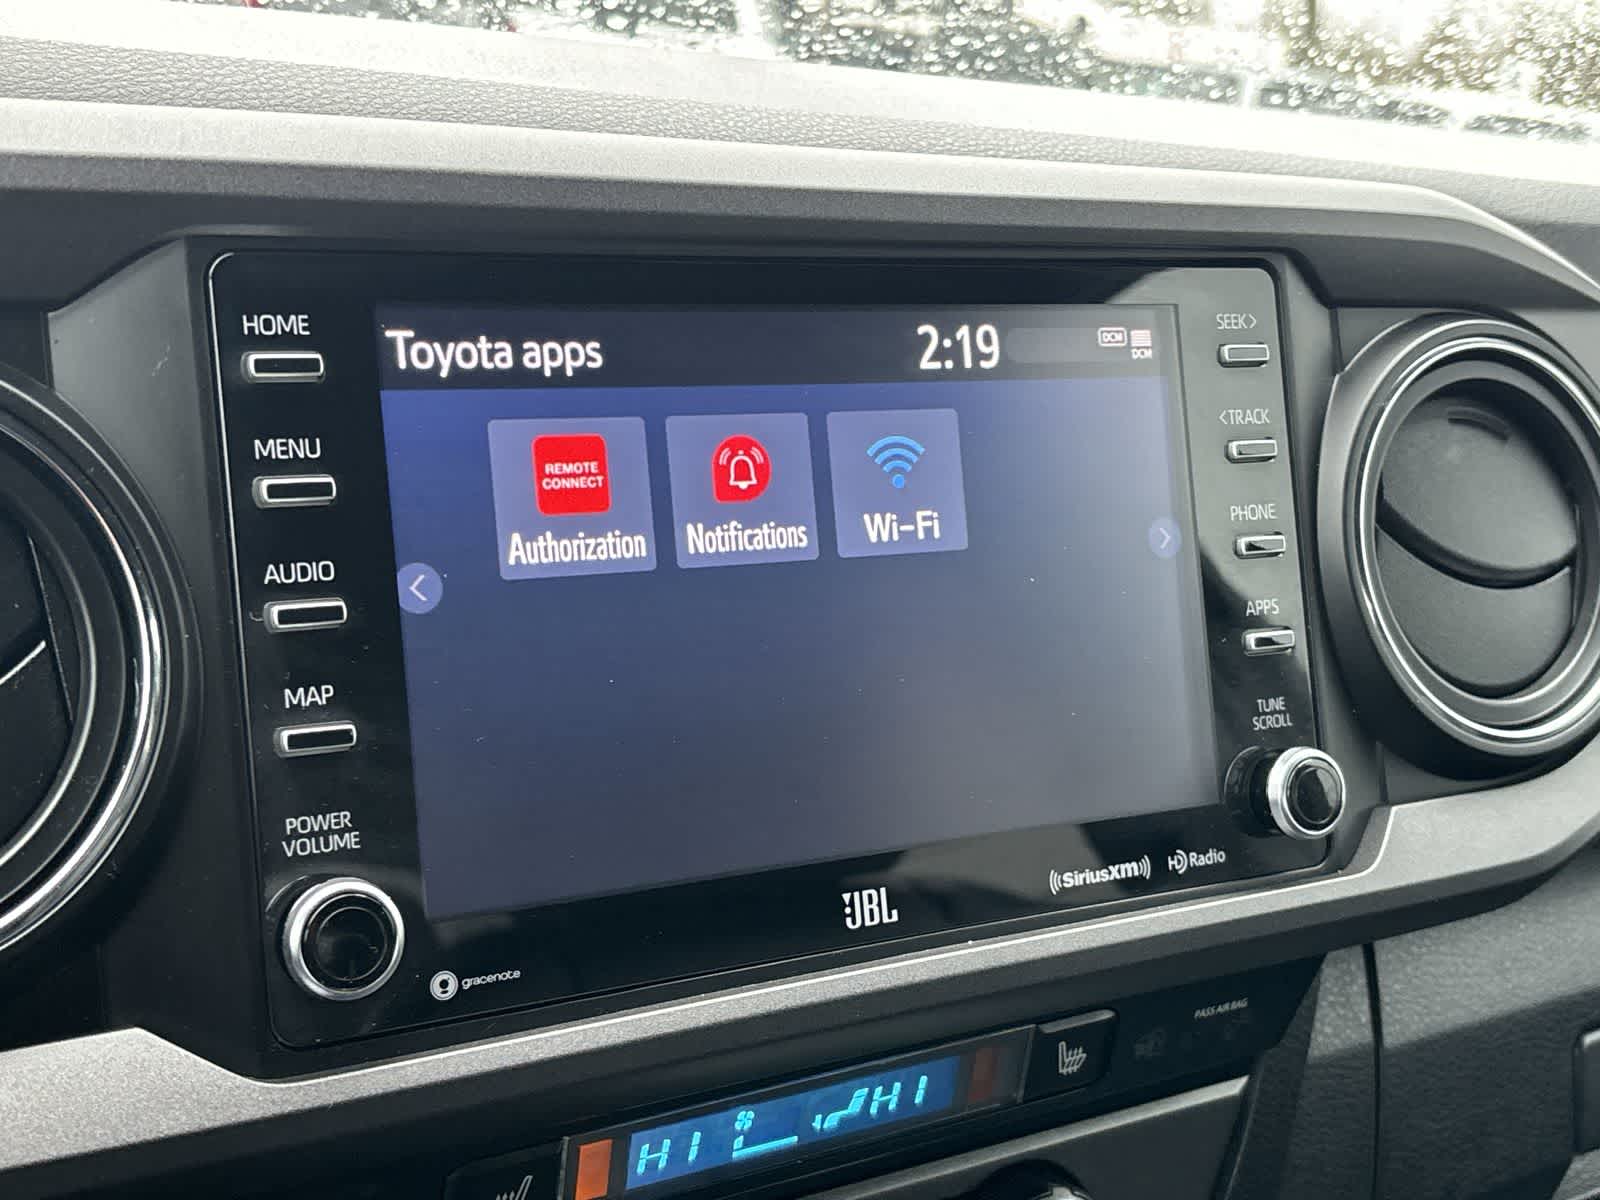 HOME
MENU
AUDIO
MAP
POWER
VOLUME
Toyota apps
2:19
DCM
DCM
REMOTE
CONNECT
Authorization
Notifications
Wi-Fi
SEEK>
<TRACK
PHONE
APPS
TUNE
SCROLL
gracenote
JBL
SiriusXM
HD Radio
PASS AIR BAG
HI
HI